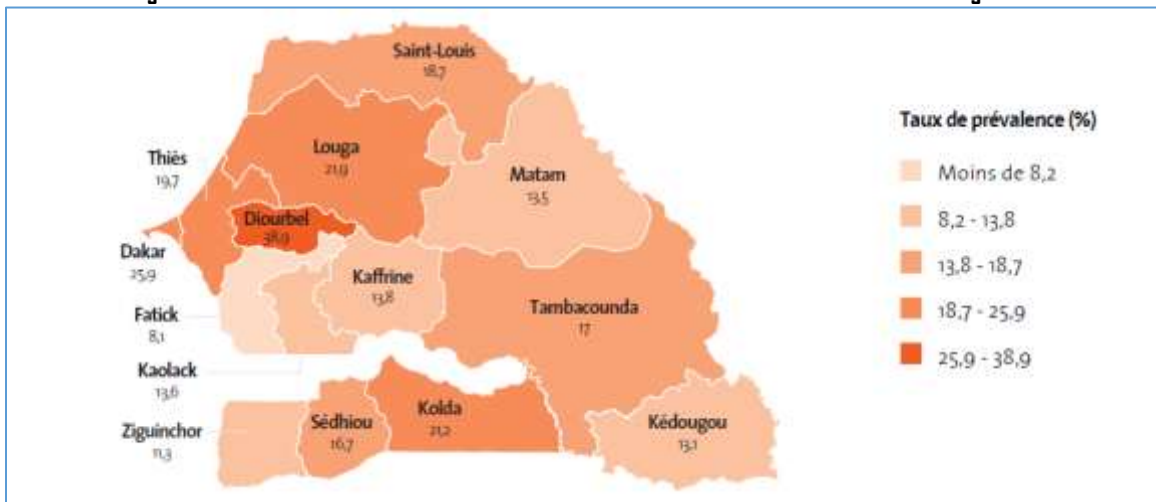 Saint-Louis
18,7
Louga
21,9
Thiès
19,7
Matam
13,5
Diourbel
38,9
Dakar
25,9
Kaffrine
13,8
Tambacounda
17
Fatick
8,1
Kaolack
13,6
Ziguinchor
11,3
Sédhiou
16,7
Kolda
21,2
Kédougou
13,1
Taux de prévalence (%)
Moins de 8,2
8,2 - 13,8
13,8 - 18,7
18,7 - 25,9
25,9 - 38,9